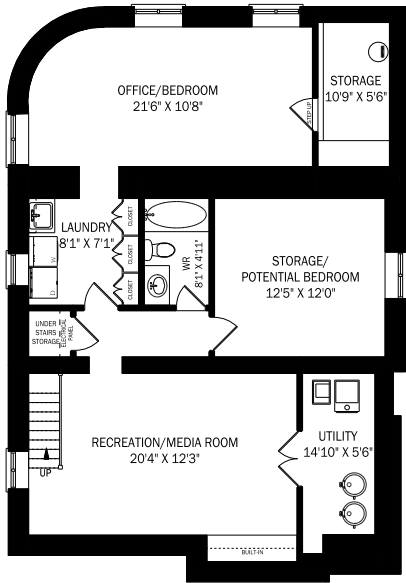 OFFICE/BEDROOM
21'6" X 10'8"
STORAGE
10'9" X 5'6"
STEP UP
LAUNDRY
8'1" X 7'1"
W
D
CLOSET
CLOSET
CLOSET
WR
8'1" X 4'11"
STORAGE/
POTENTIAL BEDROOM
12'5" X 12'0"
UNDER
STAIRS
STORAGE
ELECTRICAL
PANEL
RECREATION/MEDIA ROOM
20'4" X 12'3"
UP
UTILITY
14'10" X 5'6"
BUILT-IN